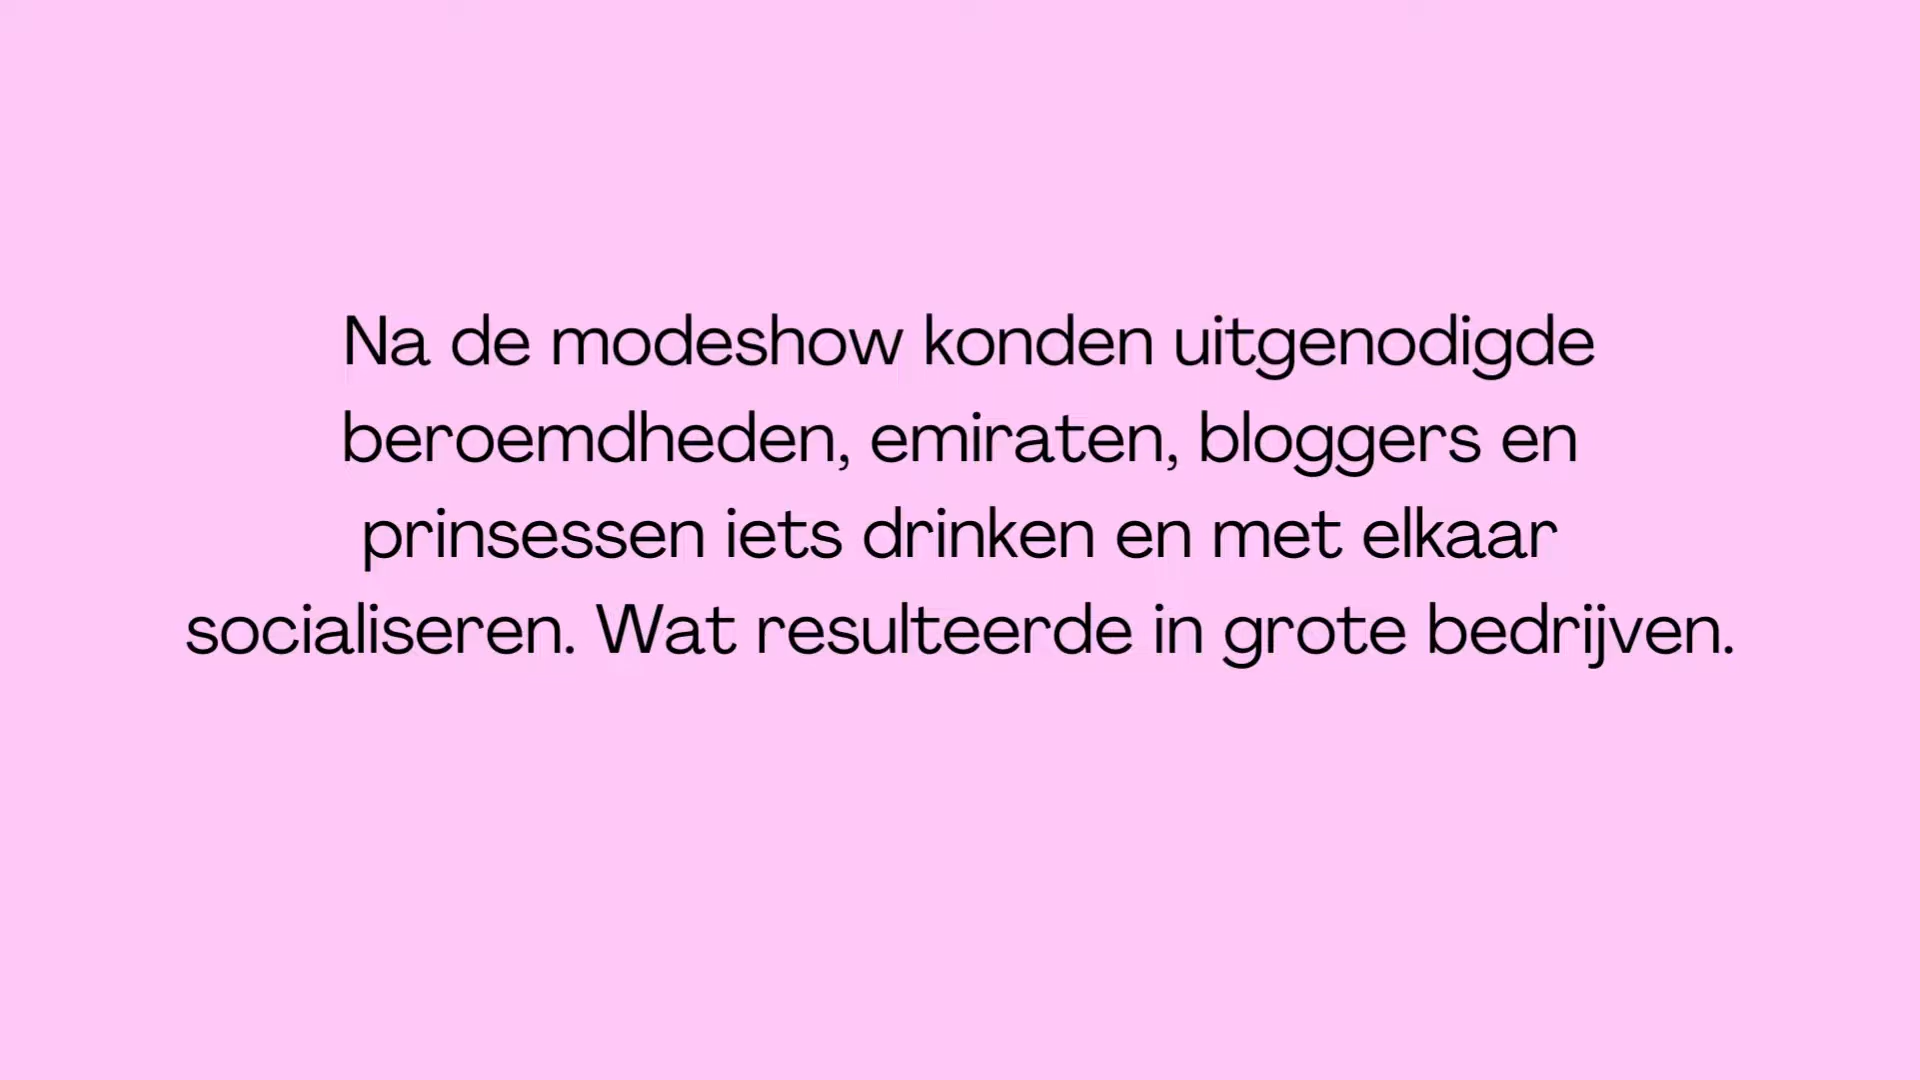 Na de modeshow konden uitgenodigde
beroemdheden, emiraten, bloggers en
prinsessen iets drinken en met elkaar
socialiseren. Wat resulteerde in grote bedrijven.